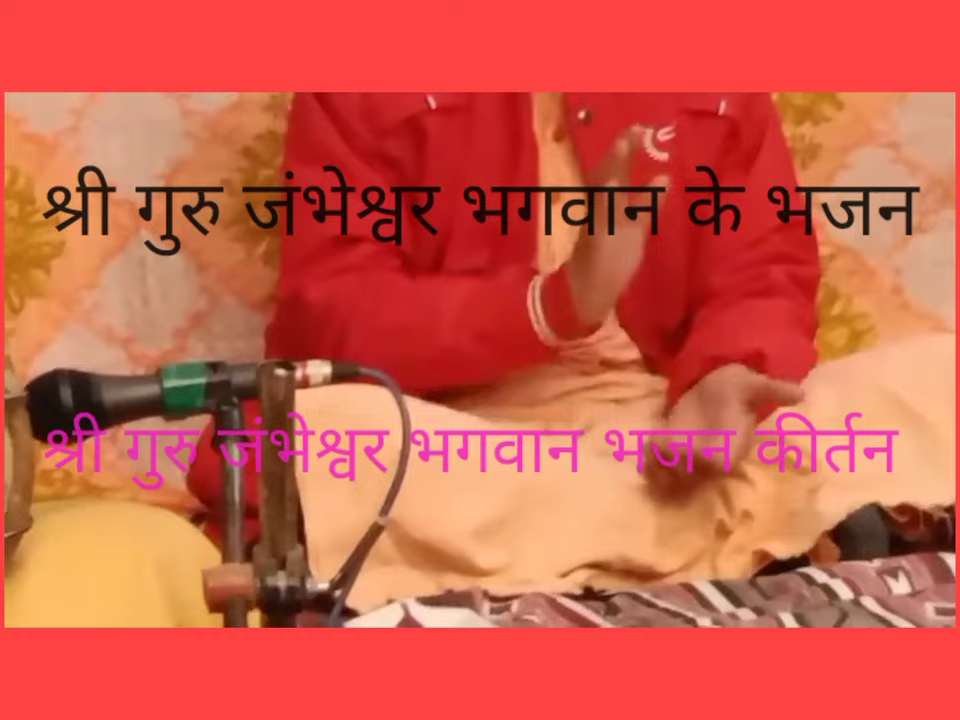 श्री गुरु जंभेश्वर भगवान के भजन
श्री गुरु जंभेश्वर भगवान भजन कीर्तन